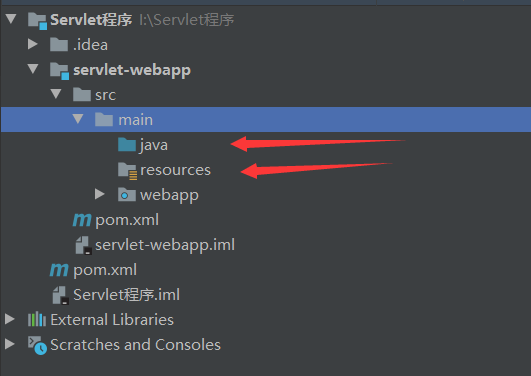 Servlet程序 I:\Servlet程序
.idea
servlet-webapp
src
main
java
resources
webapp
pom.xml
servlet-webapp.iml
pom.xml
Servlet程序.iml
External Libraries
Scratches and Consoles